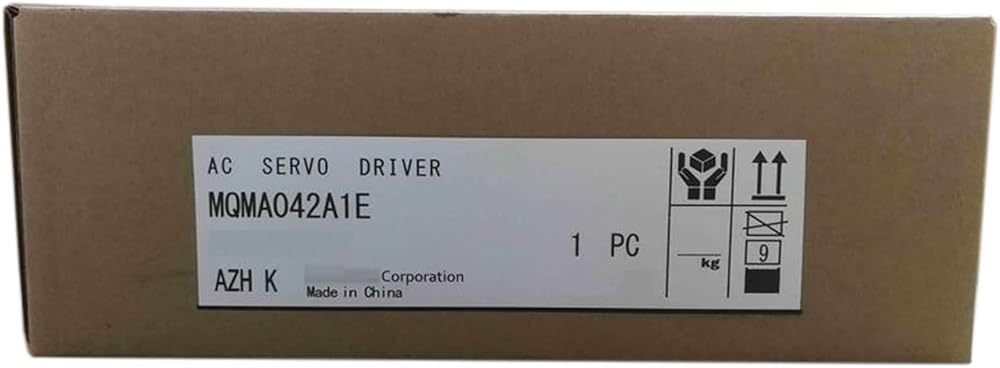 AC SERVO DRIVER
MQMA042A1E
1 PC
kg
9
AZH K
Corporation
Made in China